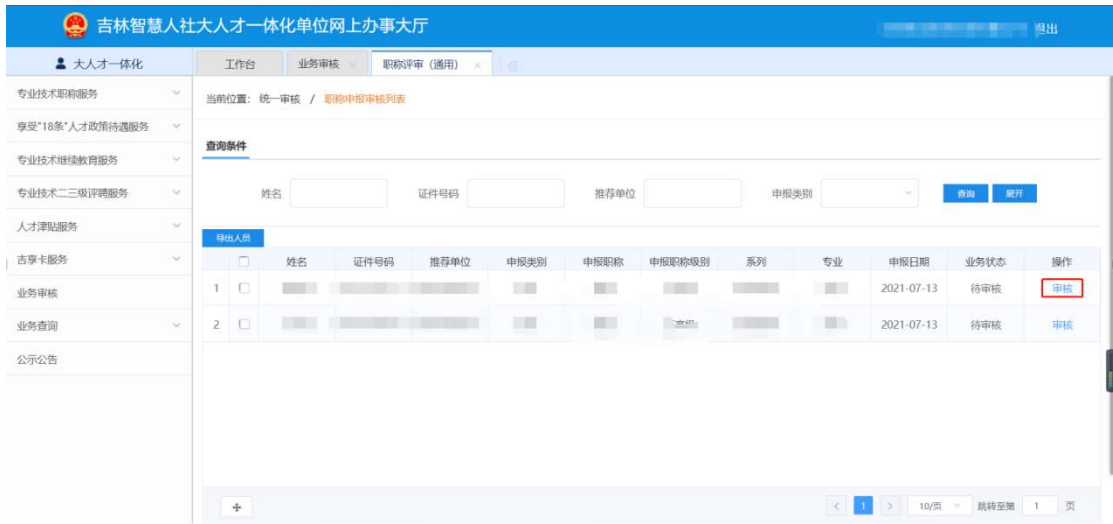 吉林智慧人社大人才一体化单位网上办事大厅
退出
大人才一体化
工作台 业务审核 × 职称评审（通用） ×
专业技术职称服务
享受"18条"人才政策待遇服务
专业技术继续教育服务
专业技术二三级评聘服务
人才津贴服务
吉享卡服务
业务审核
业务查询
公示公告
当前位置： 统一审核 / 职称申报审核列表
查询条件
姓名 证件号码 推荐单位 申报类别 查询 展开
导出人员
姓名 证件号码 推荐单位 申报类别 申报职称 申报职称级别 系列 专业 申报日期 业务状态 操作
1 2021-07-13 待审核 审核
2 2021-07-13 待审核 审核
< 1 > 10/页 跳转至第 1 页